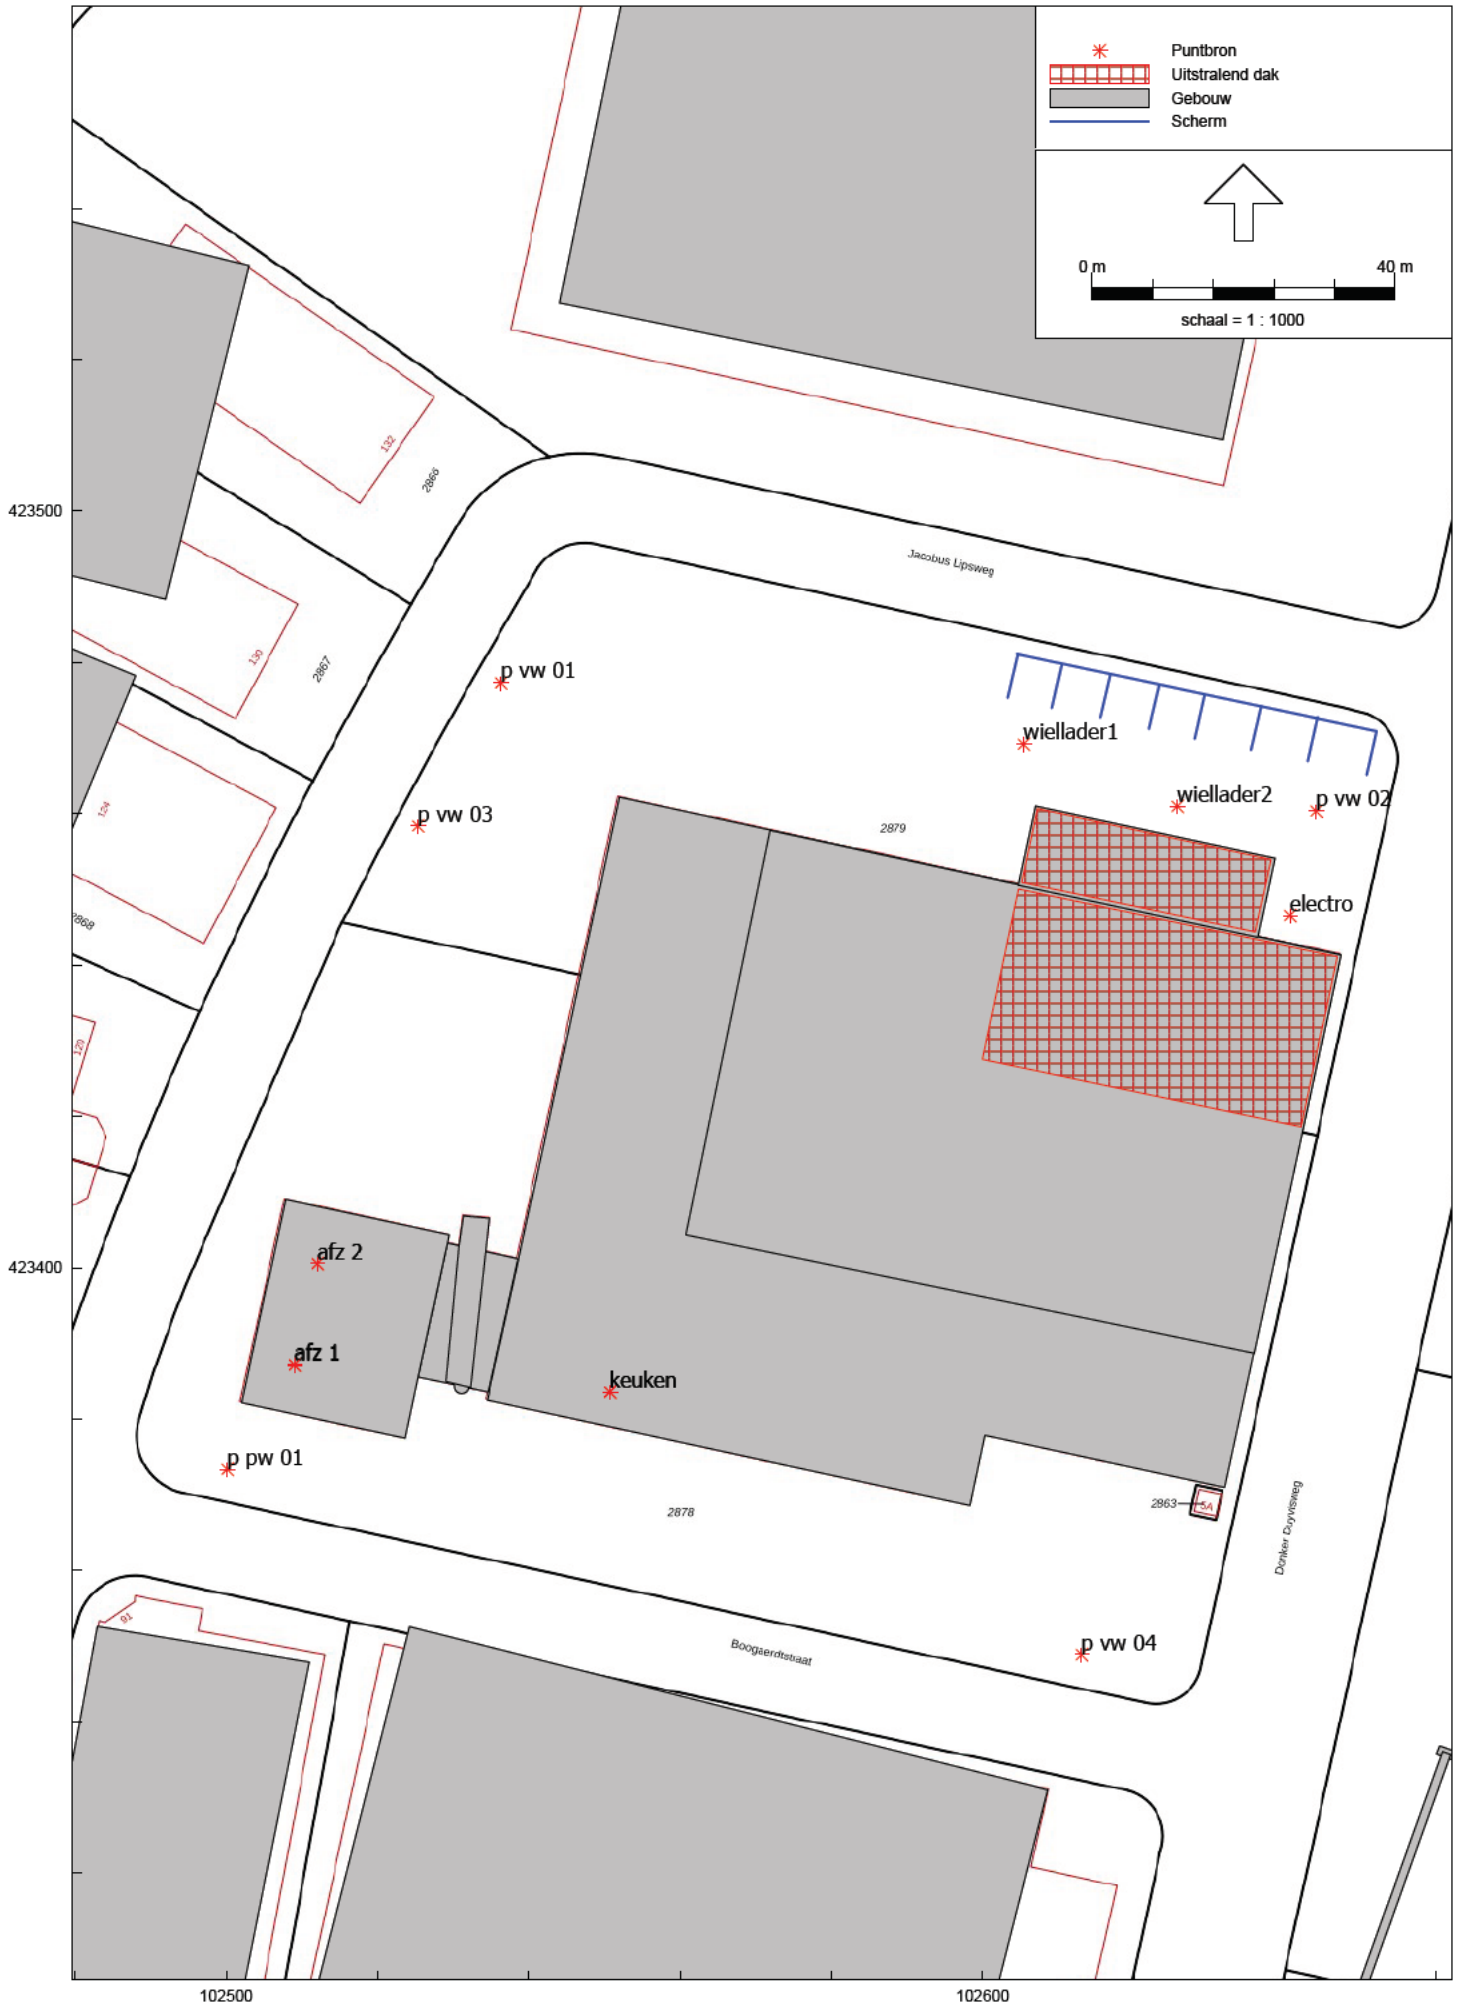 Puntbron
Uitstralend dak
Gebouw
Scherm
0 m
40 m
schaal = 1 : 1000
132
2866
423500
Jacobus Lipsweg
130
2867
p vw 01
wiellader1
wiellader2
p vw 02
p vw 03
124
2879
2868
electro
120
afz 2
423400
afz 1
keuken
p pw 01
2863
5A
2878
Donker Duyvisweg
91
p vw 04
Boogaerdtstraat
102500
102600